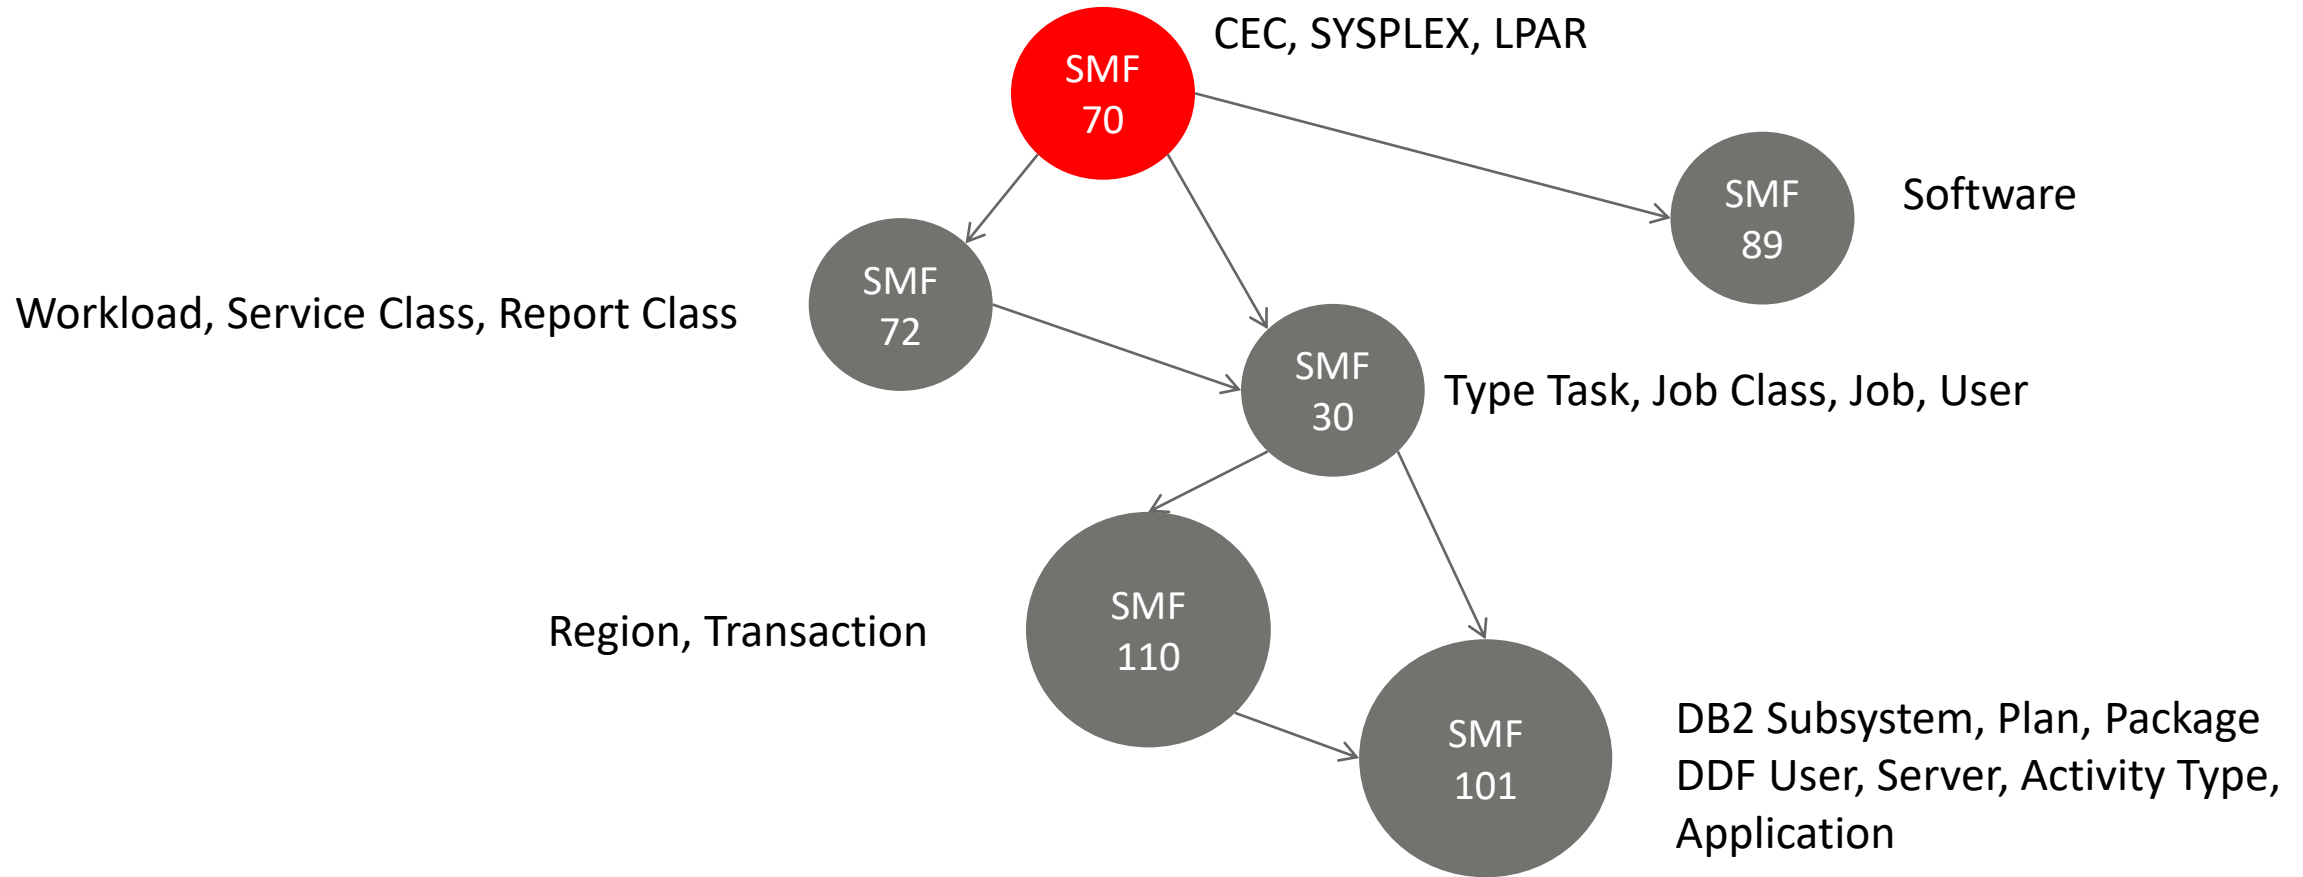 CEC, SYSPLEX, LPAR
SMF
70
SMF
89
Software
SMF
72
Workload, Service Class, Report Class
SMF
30
Type Task, Job Class, Job, User
SMF
110
Region, Transaction
SMF
101
DB2 Subsystem, Plan, Package
DDF User, Server, Activity Type,
Application